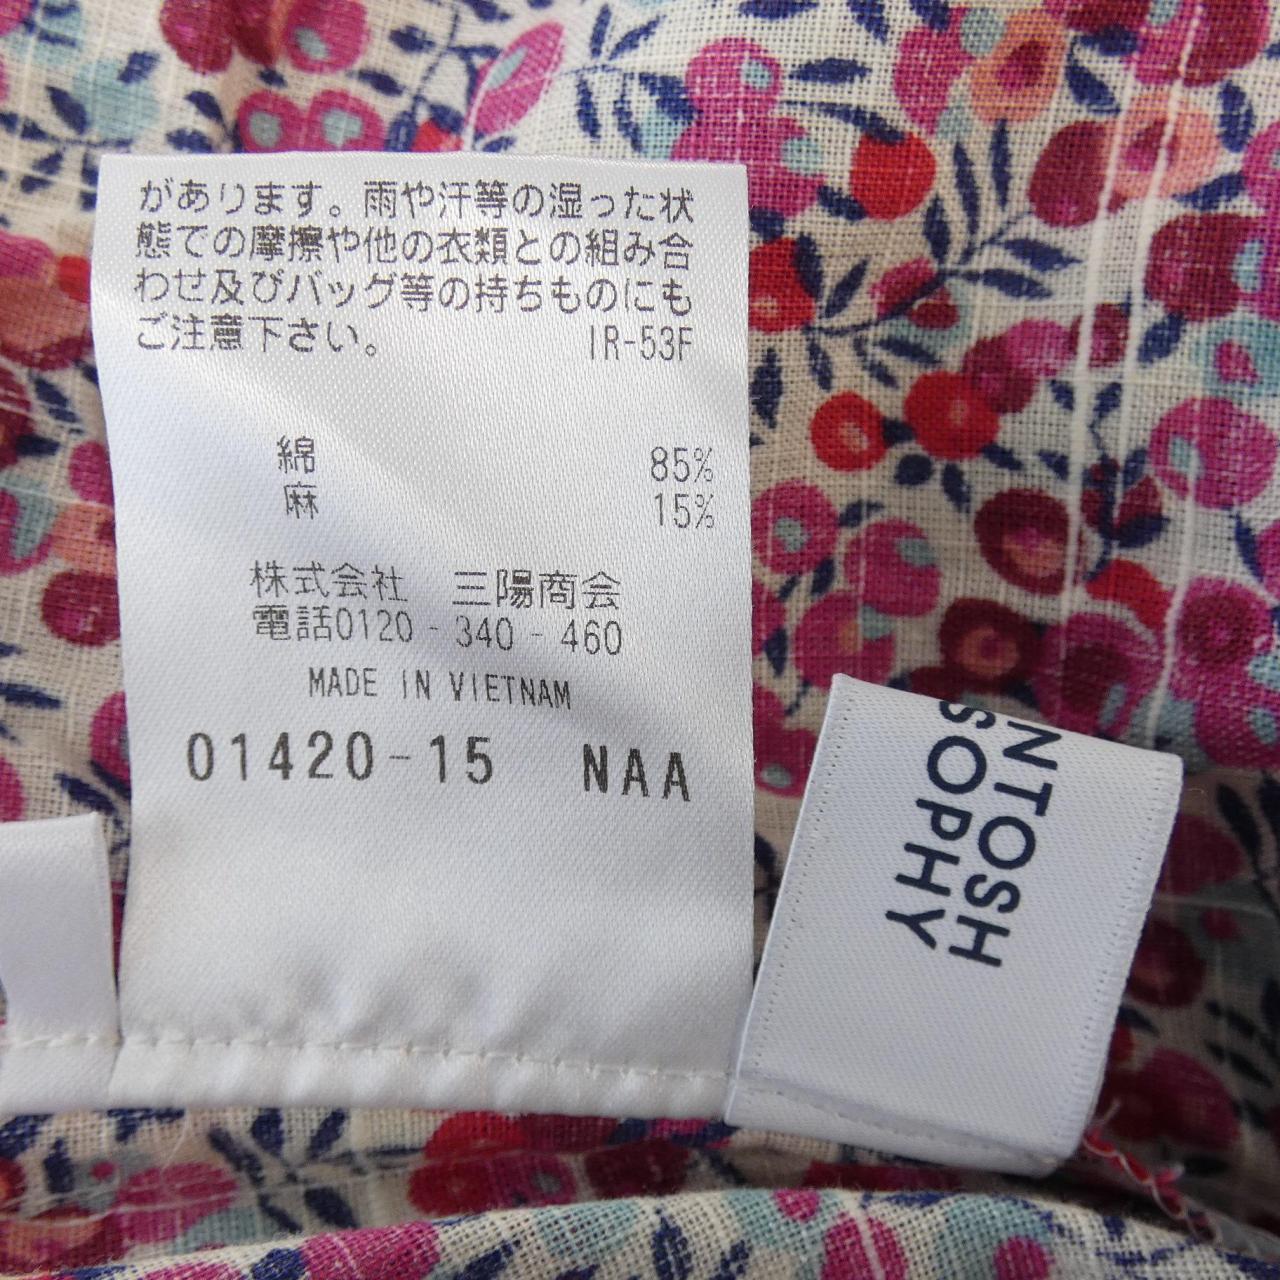 があります。雨や汗等の湿った状
態での摩擦や他の衣類との組み合
わせ及びバッグ等の持ちものにも
ご注意下さい。
IR-53F
綿 85%
麻 15%
株式会社 三陽商会
電話0120-340-460
MADE IN VIETNAM
01420-15 NAA
NTOSH
SOPHY